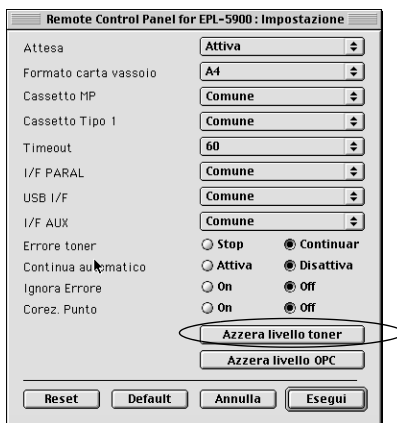 Remote Control Panel for EPL-5900 : Impostazione
Attesa Attiva
Formato carta vassoio A4
Cassetto MP Comune
Cassetto Tipo 1 Comune
Timeout 60
I/F PARAL Comune
USB I/F Comune
I/F AUX Comune
Errore toner Stop Continuar
Continua automatico Attiva Disattiva
Ignora Errore On Off
Corez. Punto On Off
Azzera livello toner
Azzera livello OPC
Reset Default Annulla Esegui